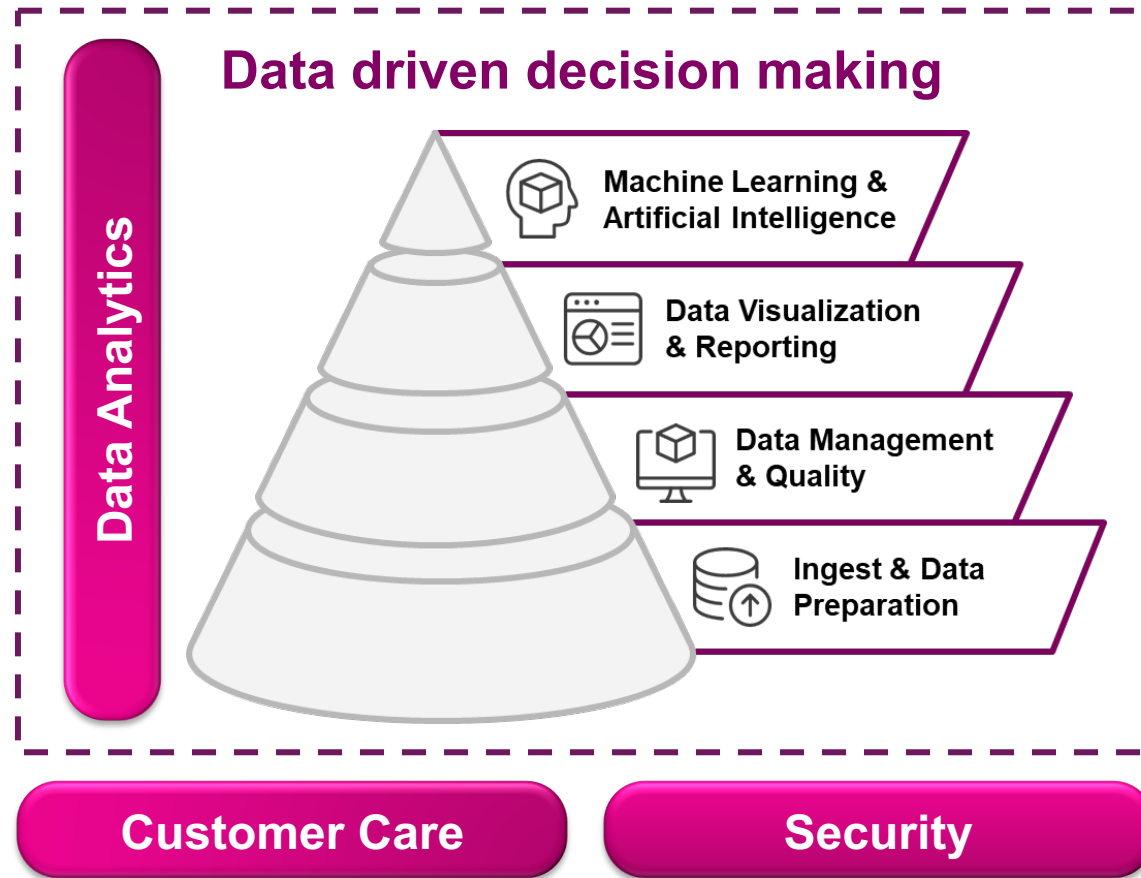 Data driven decision making
Data Analytics
Machine Learning &
Artificial Intelligence
Data Visualization
& Reporting
Data Management
& Quality
Ingest & Data
Preparation
Customer Care
Security